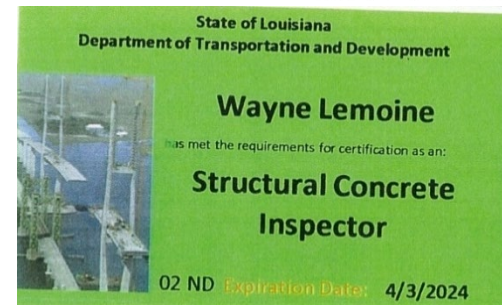 State of Louisiana
Department of Transportation and Development
Wayne Lemoine
has met the requirements for certification as an:
Structural Concrete
Inspector
02 ND Expiration Date: 4/3/2024